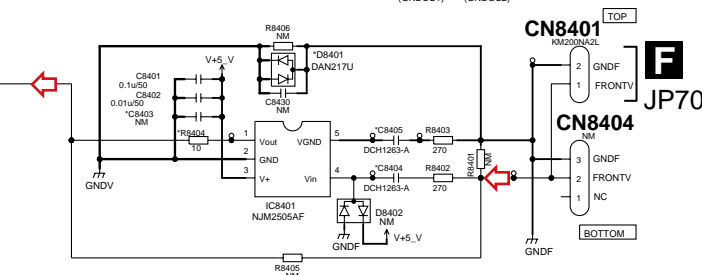 TOP
CN8401
KM200NA2L
R8406
NM
*D8401
DAN217U
V+5_V
2 GNDF
1 FRONTV
F
JP70
C8401
0.1u/50
C8402
0.01u/50
*C8403
NM
C8430
NM
CN8404
NM
*R8404
10
1 Vout
VGND 5
*C8405
DCH1263-A
R8403
270
2 GND
3 V+
Vin 4
*C8404
DCH1263-A
R8402
270
R8401
NM
3 GNDF
2 FRONTV
1 NC
GNDV
IC8401
NJM2505AF
D8402
NM
V+5_V
GNDF
GNDF
BOTTOM
R8405